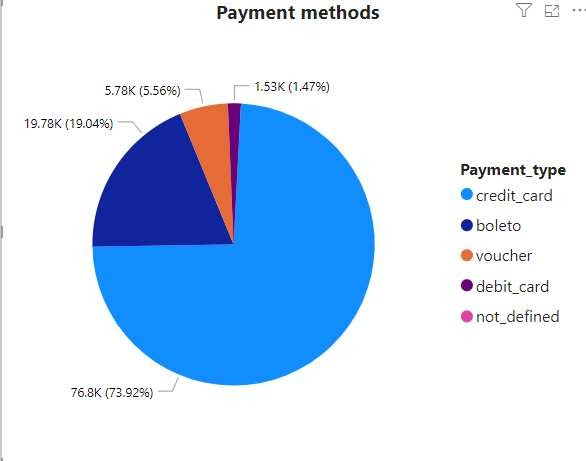 Payment methods
1.53K (1.47%)
5.78K (5.56%)
19.78K (19.04%)
76.8K (73.92%)
Payment_type
credit_card
boleto
voucher
debit_card
not_defined